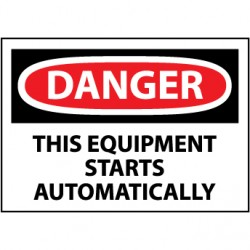 DANGER
THIS EQUIPMENT
STARTS
AUTOMATICALLY